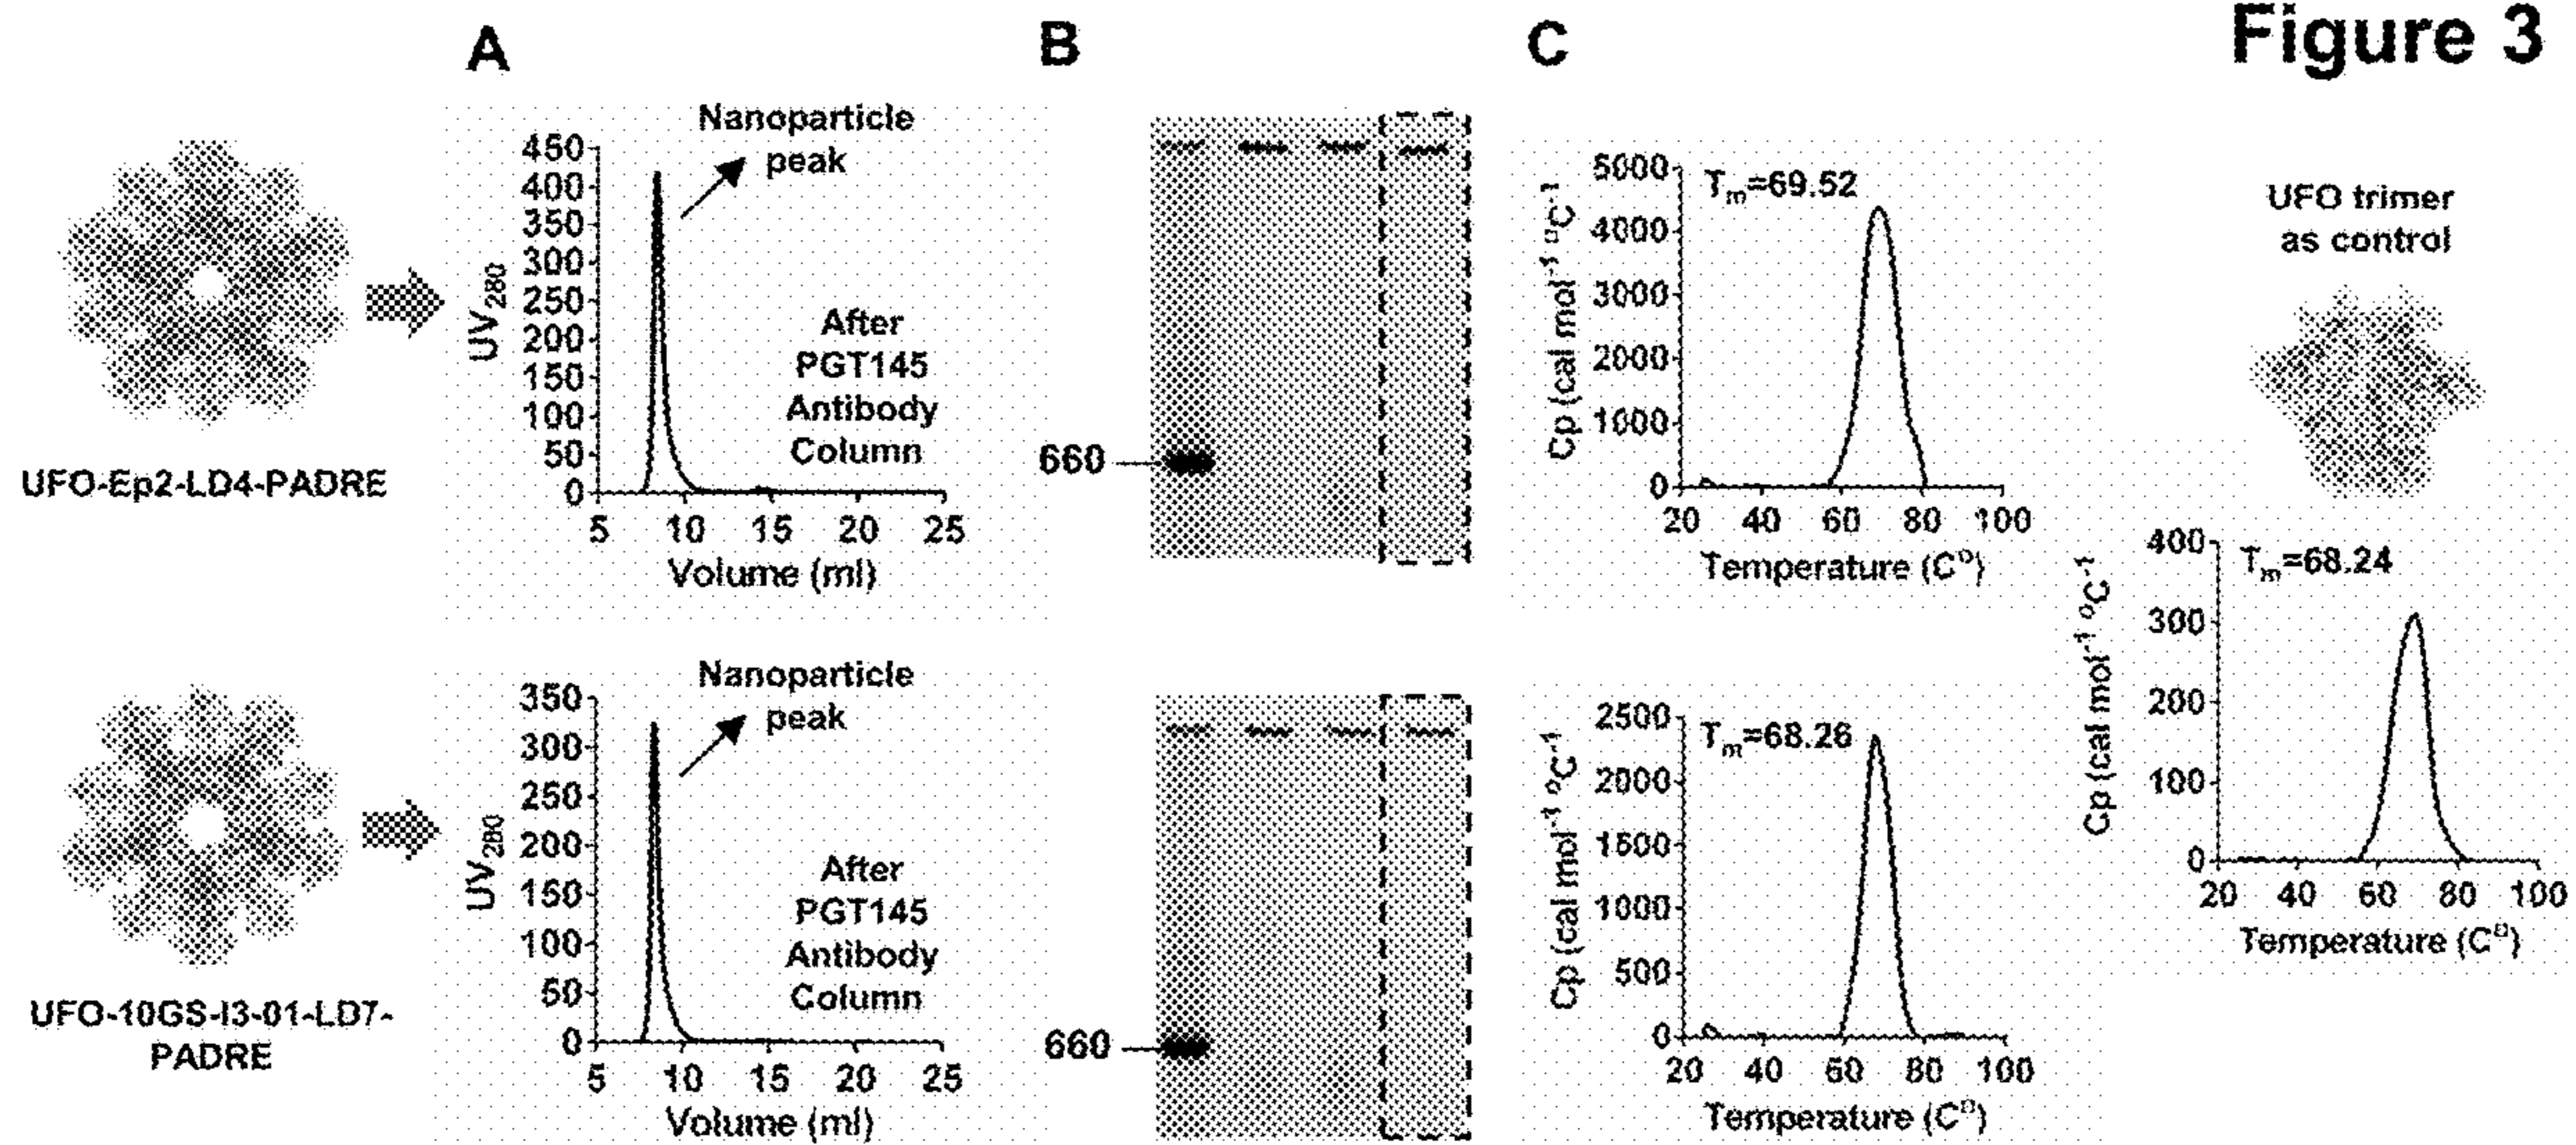 Figure 3
A
B
C
UFO-Ep2-LD4-PADRE
Nanoparticle
peak
After
PGT145
Antibody
Column
UV280
450
400
350
300
250
200
150
100
50
0
5 10 15 20 25
Volume (ml)
660
Tm=69.52
Cp (cal mol-1 oC-1
5000
4000
3000
2000
1000
0
20 40 60 80 100
Temperature (Co)
UFO trimer
as control
Tm=68.24
Cp (cal mol-1 oC-1
400
300
200
100
0
20 40 60 80 100
Temperature (Co)
UFO-10GS-I3-01-LD7-
PADRE
Nanoparticle
peak
After
PGT145
Antibody
Column
UV280
350
300
250
200
150
100
50
0
5 10 15 20 25
Volume (ml)
660
Tm=68.26
Cp (cal mol-1 oC-1
2500
2000
1500
1000
500
0
20 40 60 80 100
Temperature (Co)